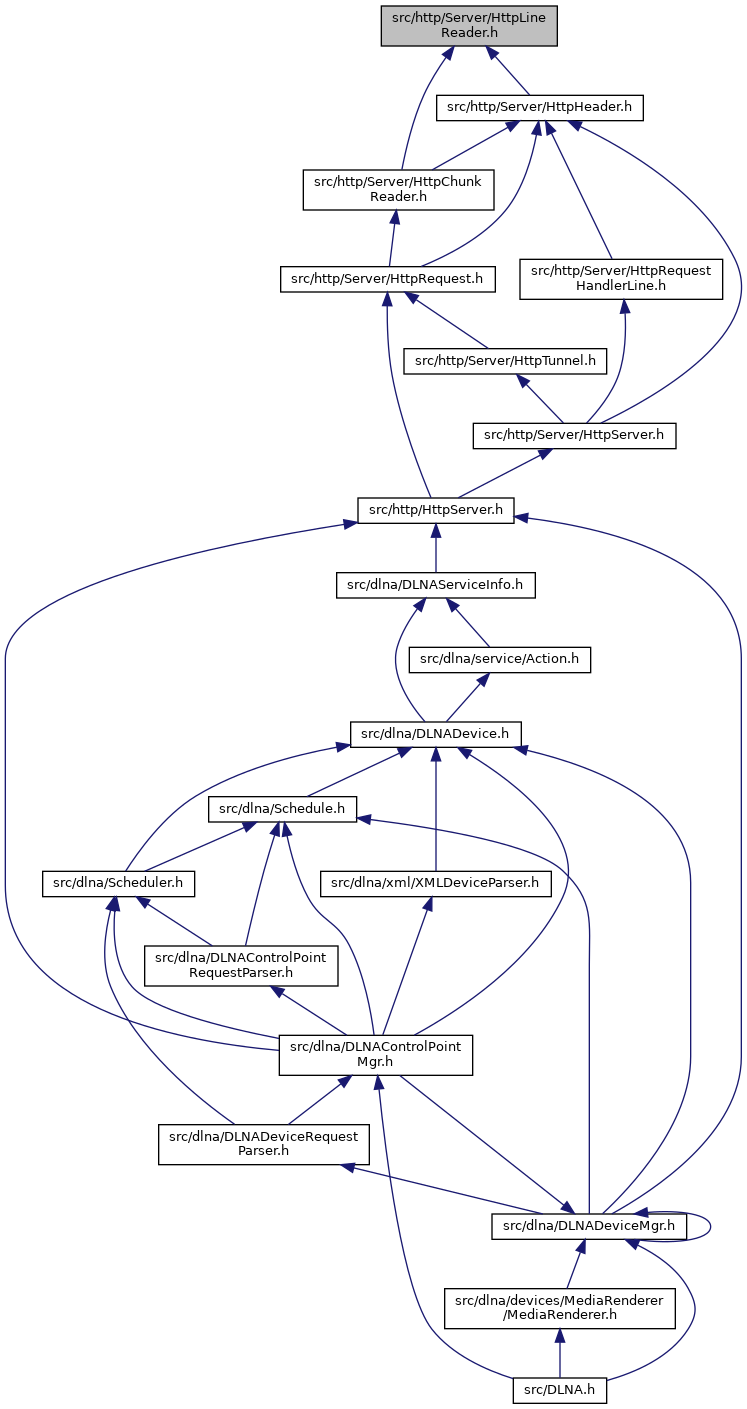 src/http/Server/HttpLine
Reader.h
src/http/Server/HttpHeader.h
src/http/Server/HttpChunk
Reader.h
src/http/Server/HttpRequest.h
src/http/Server/HttpRequest
HandlerLine.h
src/http/Server/HttpTunnel.h
src/http/Server/HttpServer.h
src/http/HttpServer.h
src/dlna/DLNAServiceInfo.h
src/dlna/service/Action.h
src/dlna/DLNADevice.h
src/dlna/Schedule.h
src/dlna/Scheduler.h
src/dlna/xml/XMLDeviceParser.h
src/dlna/DLNAControlPoint
RequestParser.h
src/dlna/DLNAControlPoint
Mgr.h
src/dlna/DLNADeviceRequest
Parser.h
src/dlna/DLNADeviceMgr.h
src/dlna/devices/MediaRenderer
/MediaRenderer.h
src/DLNA.h